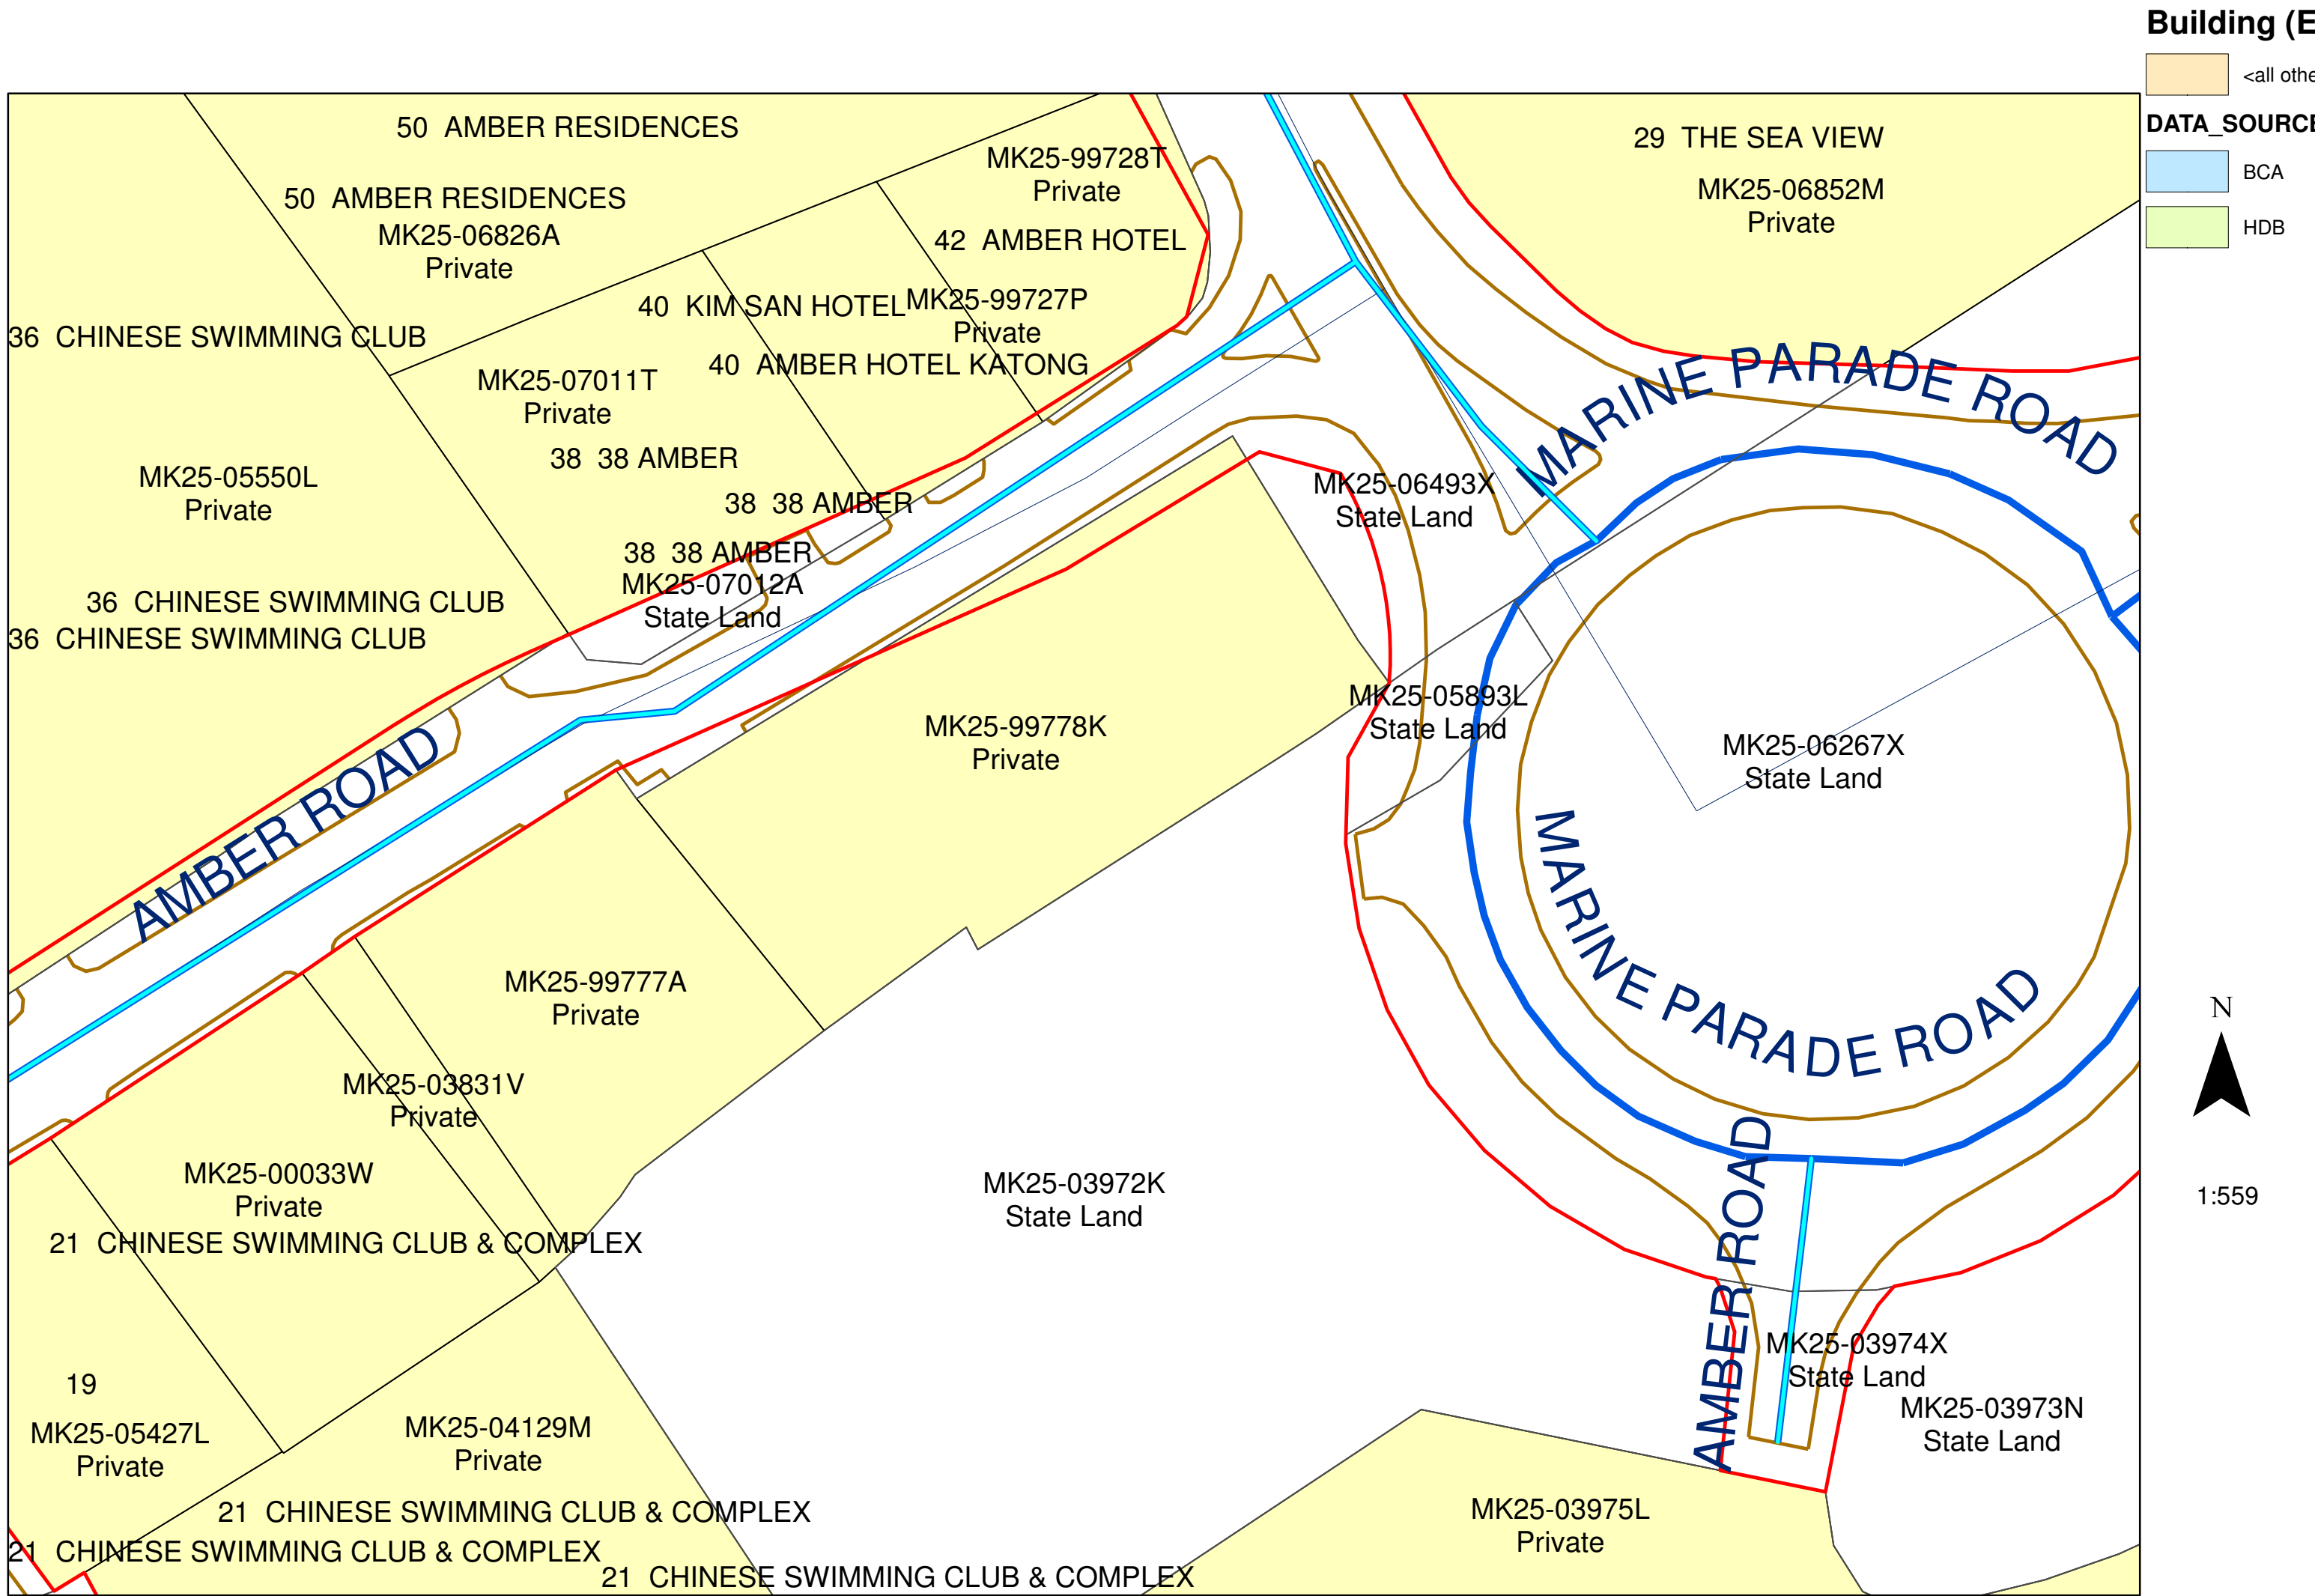 Building (E
<all othe
DATA_SOURCE
BCA
HDB
50 AMBER RESIDENCES
50 AMBER RESIDENCES
MK25-06826A
Private
MK25-99728T
Private
42 AMBER HOTEL
29 THE SEA VIEW
MK25-06852M
Private
36 CHINESE SWIMMING CLUB
40 KIM SAN HOTEL
MK25-99727P
Private
40 AMBER HOTEL KATONG
MK25-07011T
Private
38 38 AMBER
38 38 AMBER
38 38 AMBER
MK25-07012A
State Land
MK25-05550L
Private
36 CHINESE SWIMMING CLUB
36 CHINESE SWIMMING CLUB
MARINE PARADE ROAD
MK25-06493X
State Land
MK25-05893L
State Land
MK25-99778K
Private
MK25-06267X
State Land
AMBER ROAD
MARINE PARADE ROAD
MK25-99777A
Private
MK25-03831V
Private
MK25-00033W
Private
21 CHINESE SWIMMING CLUB & COMPLEX
MK25-03972K
State Land
AMBER ROAD
MK25-03974X
State Land
MK25-03973N
State Land
19
MK25-05427L
Private
MK25-04129M
Private
21 CHINESE SWIMMING CLUB & COMPLEX
21 CHINESE SWIMMING CLUB & COMPLEX
21 CHINESE SWIMMING CLUB & COMPLEX
MK25-03975L
Private
N
1:559